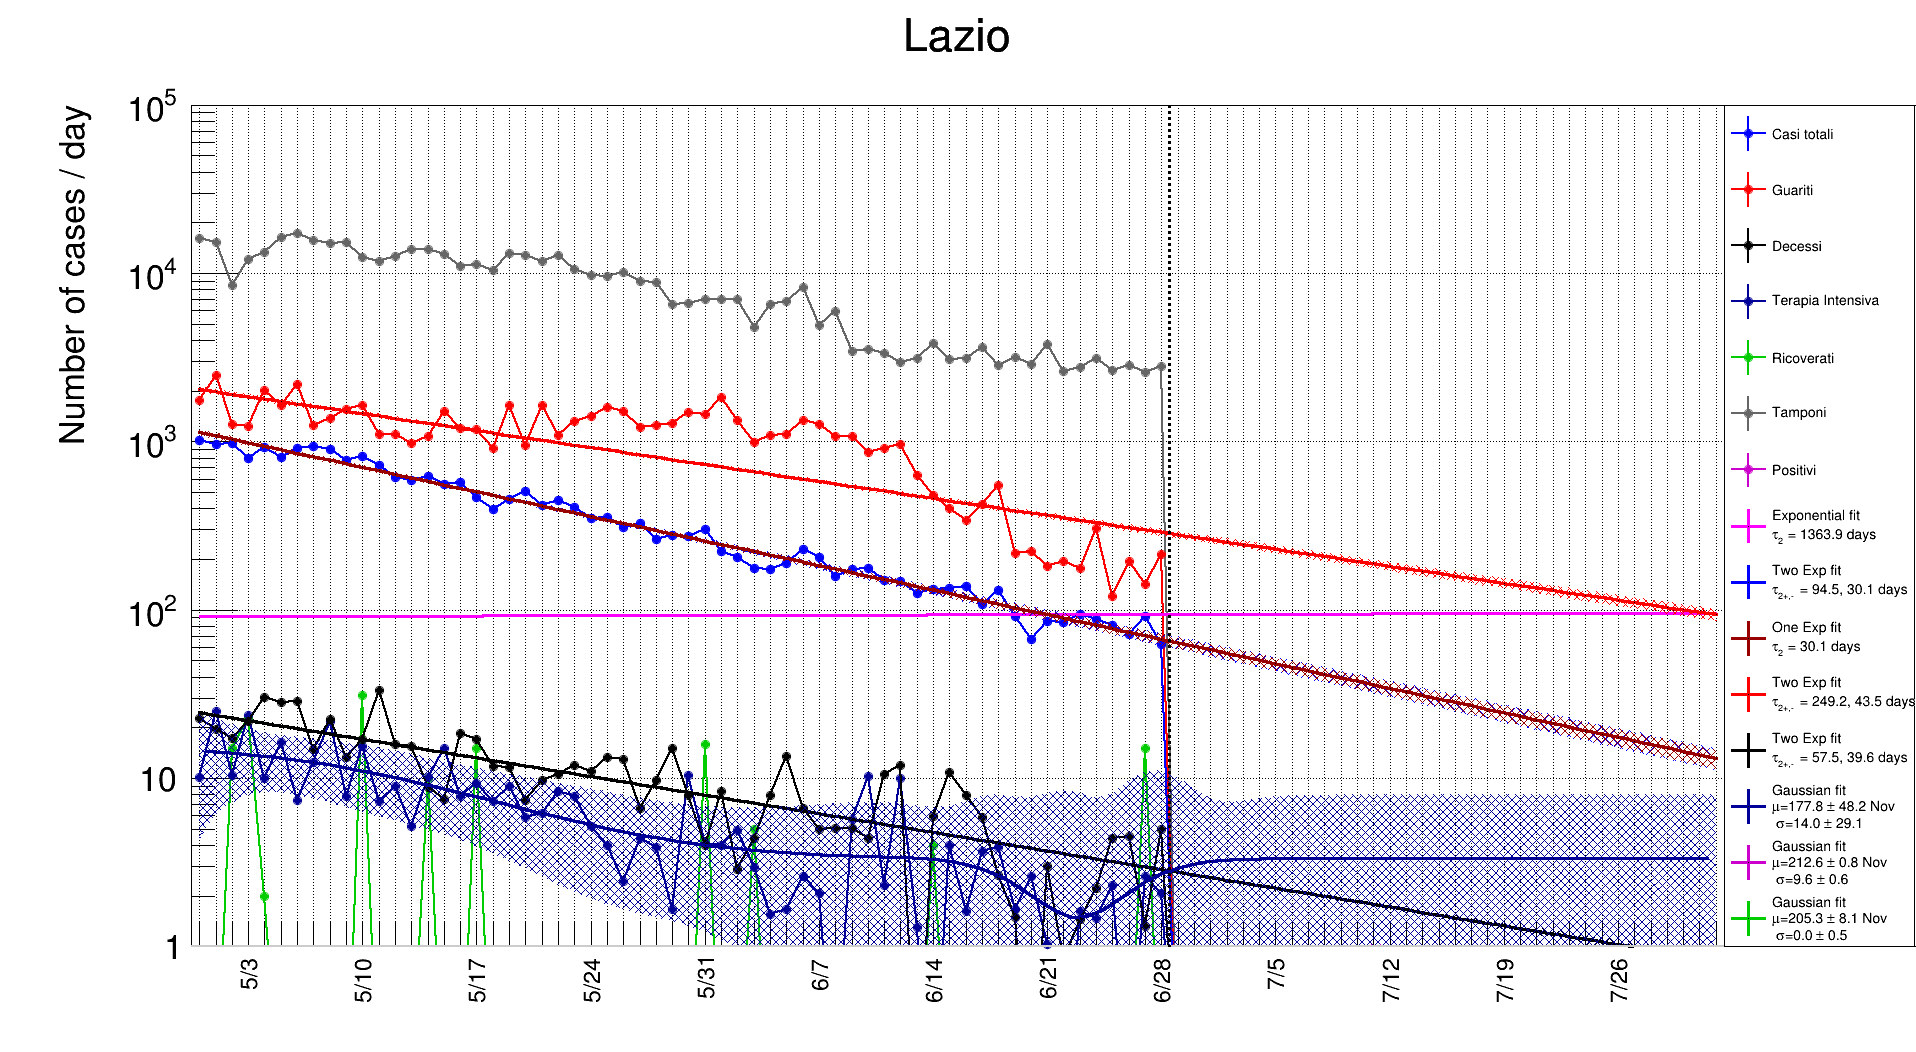 Lazio
Number of cases / day
10^5
10^4
10^3
10^2
10
1
5/3
5/10
5/17
5/24
5/31
6/7
6/14
6/21
6/28
7/5
7/12
7/19
7/26
Casi totali
Guariti
Decessi
Terapia Intensiva
Ricoverati
Tamponi
Positivi
Exponential fit
τ_2 = 1363.9 days
Two Exp fit
τ_2+,- = 94.5, 30.1 days
One Exp fit
τ_2 = 30.1 days
Two Exp fit
τ_2+,- = 249.2, 43.5 days
Two Exp fit
τ_2+,- = 57.5, 39.6 days
Gaussian fit
μ=177.8 ± 48.2 Nov
σ=14.0 ± 29.1
Gaussian fit
μ=212.6 ± 0.8 Nov
σ=9.6 ± 0.6
Gaussian fit
μ=205.3 ± 8.1 Nov
σ=0.0 ± 0.5